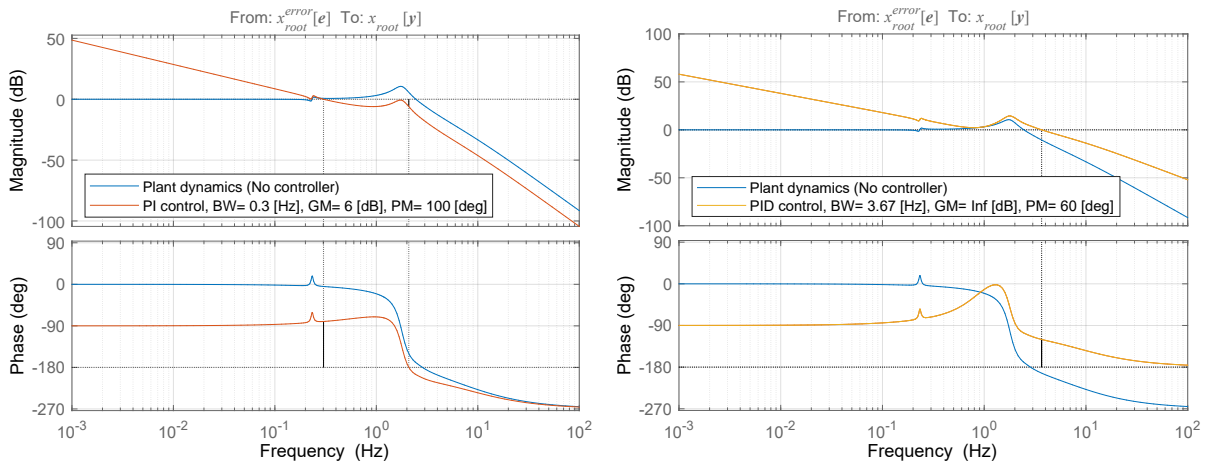 From: x_root^error [e]  To: x_root [y]
50
0
-50
-100
Magnitude (dB)
Plant dynamics (No controller)
PI control, BW= 0.3 [Hz], GM= 6 [dB], PM= 100 [deg]
90
0
-90
-180
-270
Phase (deg)
10^-3
10^-2
10^-1
10^0
10^1
10^2
Frequency (Hz)
From: x_root^error [e]  To: x_root [y]
100
50
0
-50
-100
Magnitude (dB)
Plant dynamics (No controller)
PID control, BW= 3.67 [Hz], GM= Inf [dB], PM= 60 [deg]
90
0
-90
-180
-270
Phase (deg)
10^-3
10^-2
10^-1
10^0
10^1
10^2
Frequency (Hz)